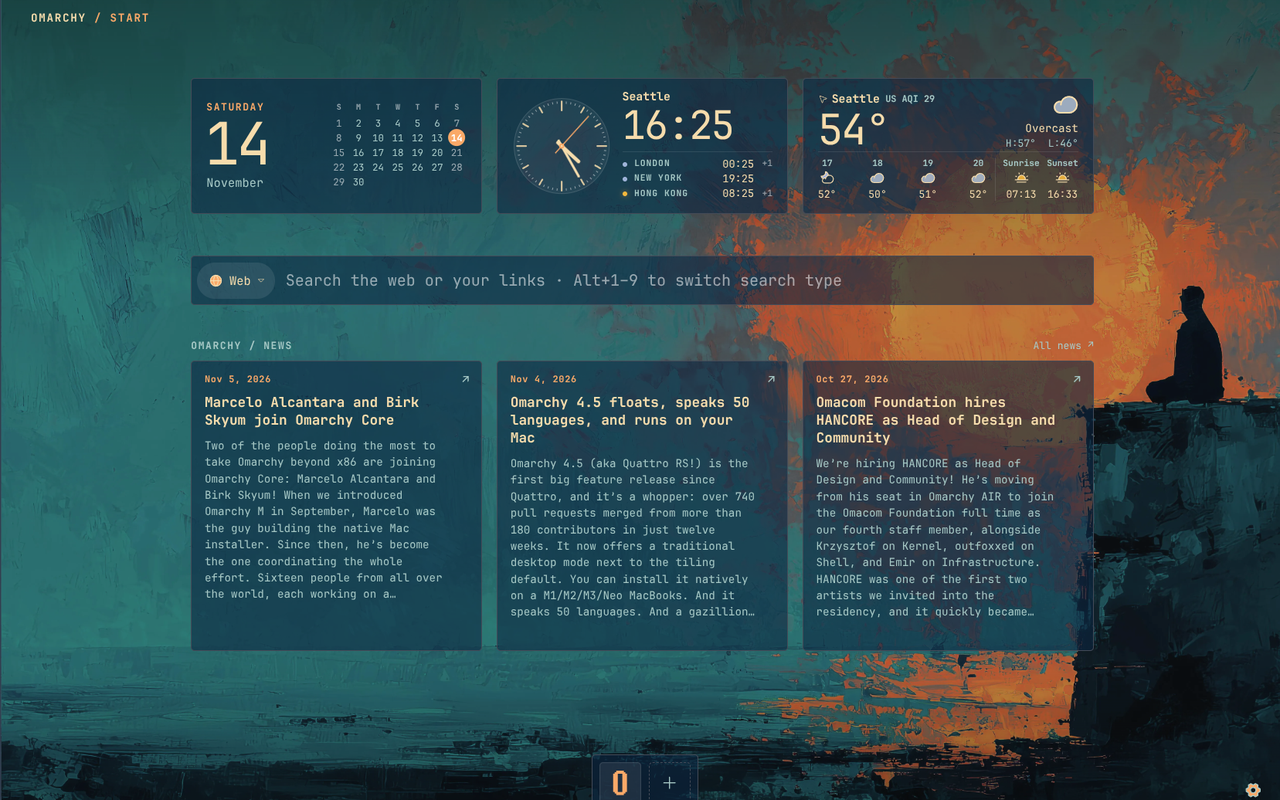 OMARCHY / START
SATURDAY
14
November
S M T W T F S
1 2 3 4 5 6 7
8 9 10 11 12 13 14
15 16 17 18 19 20 21
22 23 24 25 26 27 28
29 30
Seattle
16:25
LONDON 00:25 +1
NEW YORK 19:25
HONG KONG 08:25 +1
Seattle US AQI 29
54°
Overcast
H:57° L:46°
17 18 19 20 Sunrise Sunset
52° 50° 51° 52° 07:13 16:33
Web
Search the web or your links · Alt+1–9 to switch search type
OMARCHY / NEWS
All news ↗
Nov 5, 2026 ↗
Marcelo Alcantara and Birk
Skyum join Omarchy Core
Two of the people doing the most to
take Omarchy beyond x86 are joining
Omarchy Core: Marcelo Alcantara and
Birk Skyum! When we introduced
Omarchy M in September, Marcelo was
the guy building the native Mac
installer. Since then, he’s become
the one coordinating the whole
effort. Sixteen people from all over
the world, each working on a…
Nov 4, 2026 ↗
Omarchy 4.5 floats, speaks 50
languages, and runs on your
Mac
Omarchy 4.5 (aka Quattro RS!) is the
first big feature release since
Quattro, and it’s a whopper: over 740
pull requests merged from more than
180 contributors in just twelve
weeks. It now offers a traditional
desktop mode next to the tiling
default. You can install it natively
on a M1/M2/M3/Neo MacBooks. And it
speaks 50 languages. And a gazillion…
Oct 27, 2026 ↗
Omacom Foundation hires
HANCORE as Head of Design and
Community
We’re hiring HANCORE as Head of
Design and Community! He’s moving
from his seat in Omarchy AIR to join
the Omacom Foundation full time as
our fourth staff member, alongside
Krzysztof on Kernel, outfoxxed on
Shell, and Emir on Infrastructure.
HANCORE was one of the first two
artists we invited into the
residency, and it quickly became…